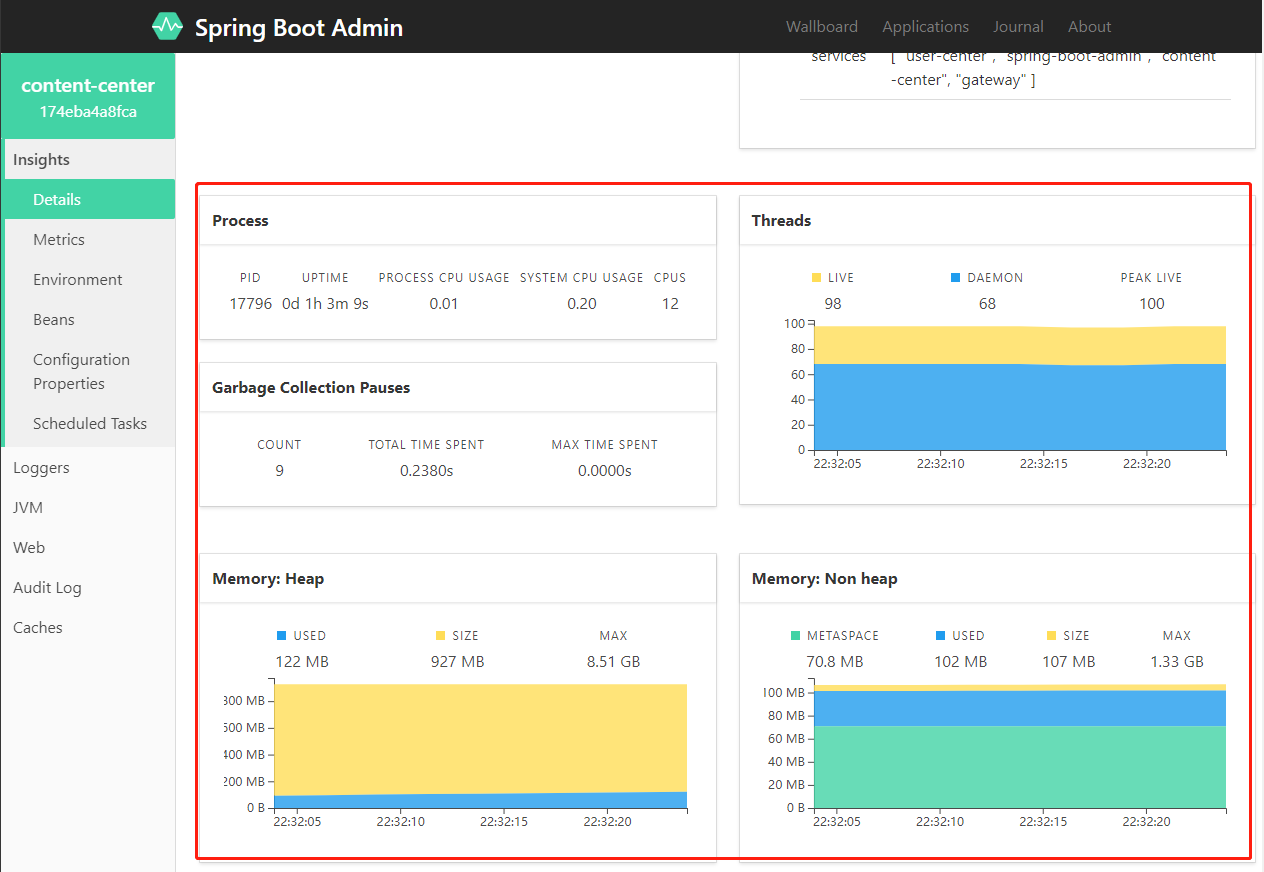 Spring Boot Admin
Wallboard Applications Journal About
content-center
174eba4a8fca
Insights
Details
Metrics
Environment
Beans
Configuration
Properties
Scheduled Tasks
Loggers
JVM
Web
Audit Log
Caches
services [ "user-center", "spring-boot-admin", "content
-center", "gateway" ]
Process
PID UPTIME PROCESS CPU USAGE SYSTEM CPU USAGE CPUS
17796 0d 1h 3m 9s 0.01 0.20 12
Garbage Collection Pauses
COUNT TOTAL TIME SPENT MAX TIME SPENT
9 0.2380s 0.0000s
Threads
LIVE DAEMON PEAK LIVE
98 68 100
100
80
60
40
20
0
22:32:05 22:32:10 22:32:15 22:32:20
Memory: Heap
USED SIZE MAX
122 MB 927 MB 8.51 GB
800 MB
600 MB
400 MB
200 MB
0 B
22:32:05 22:32:10 22:32:15 22:32:20
Memory: Non heap
METASPACE USED SIZE MAX
70.8 MB 102 MB 107 MB 1.33 GB
100 MB
80 MB
60 MB
40 MB
20 MB
0 B
22:32:05 22:32:10 22:32:15 22:32:20